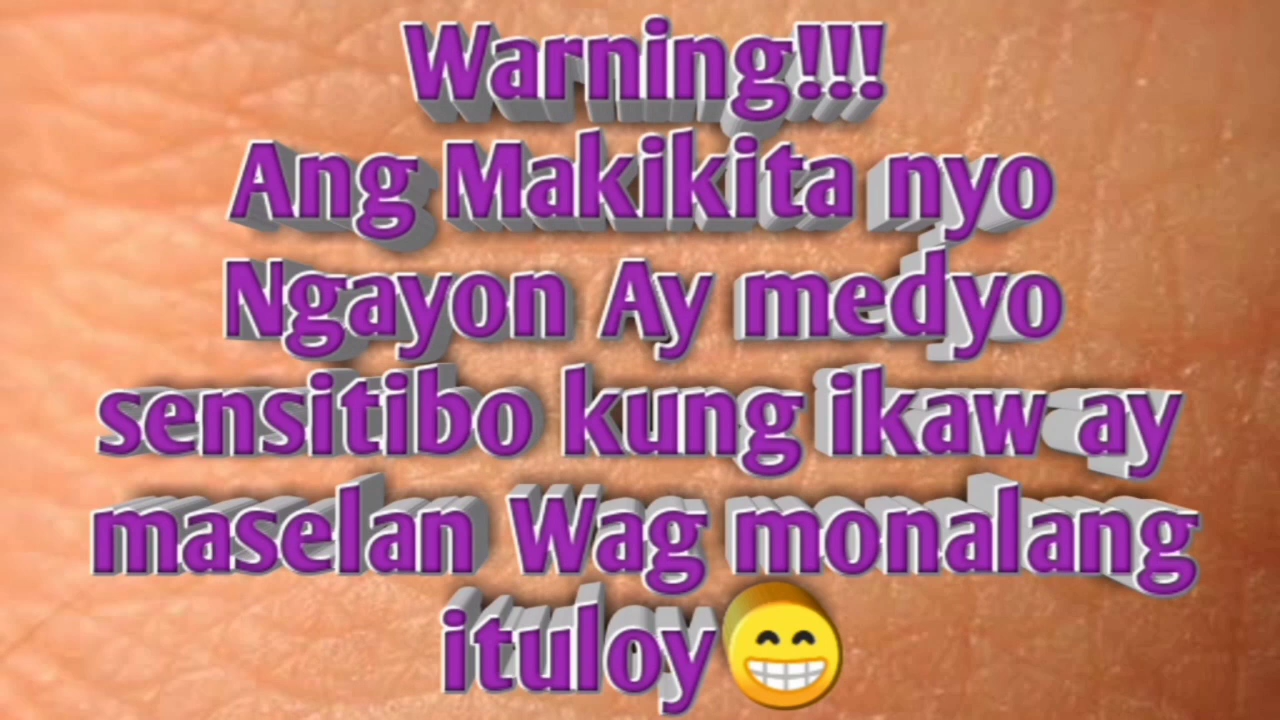 Warning!!!
Ang Makikita nyo
Ngayon Ay medyo
sensitibo kung ikaw ay
maselan Wag monalang
ituloy😁